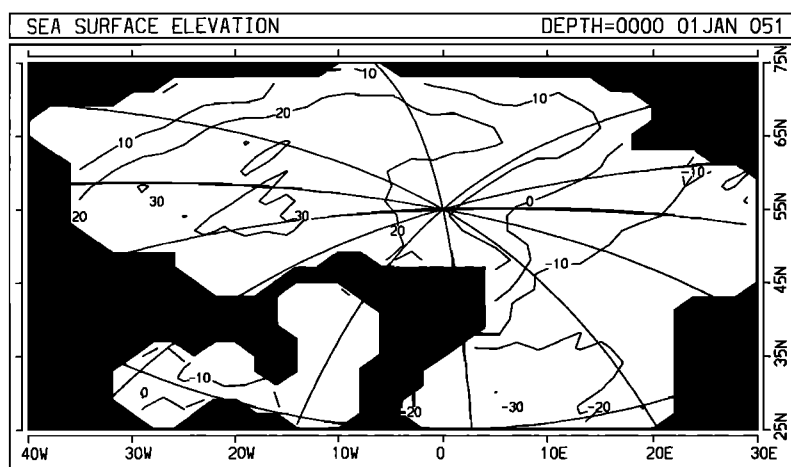 SEA SURFACE ELEVATION DEPTH=0000 01JAN 051
75N
10
10
20
10
65N
-10
0
30
55N
20
30
20
-10
45N
35N
-10
0
-20
-30
-20
25N
40W 30W 20W 10W 0 10E 20E 30E